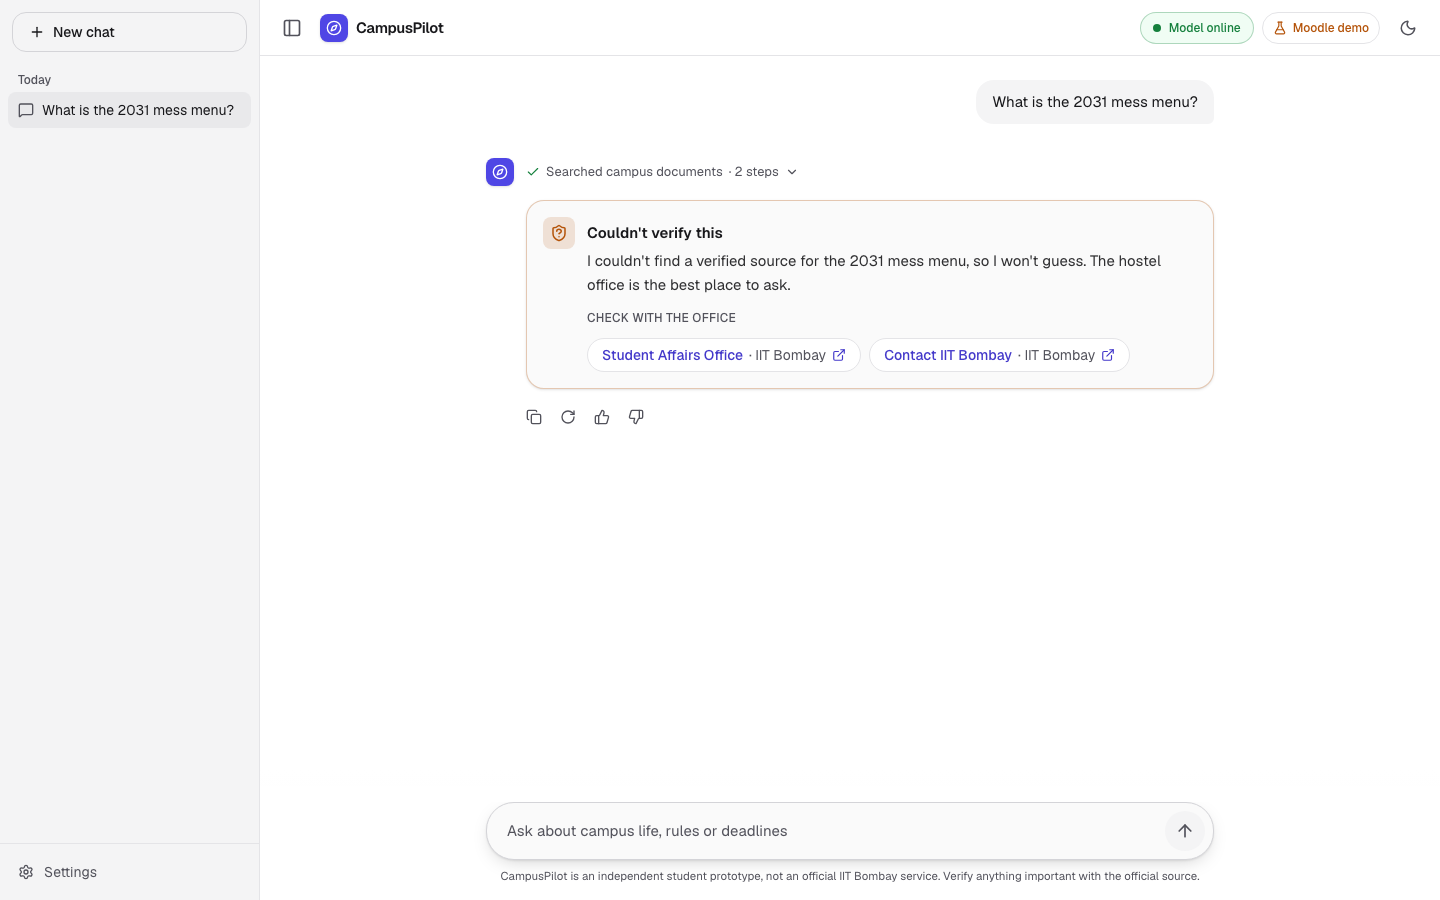 New chat
Today
What is the 2031 mess menu?
Settings
CampusPilot
Model online
Moodle demo
What is the 2031 mess menu?
Searched campus documents · 2 steps
Couldn't verify this
I couldn't find a verified source for the 2031 mess menu, so I won't guess. The hostel
office is the best place to ask.
CHECK WITH THE OFFICE
Student Affairs Office · IIT Bombay
Contact IIT Bombay · IIT Bombay
Ask about campus life, rules or deadlines
CampusPilot is an independent student prototype, not an official IIT Bombay service. Verify anything important with the official source.